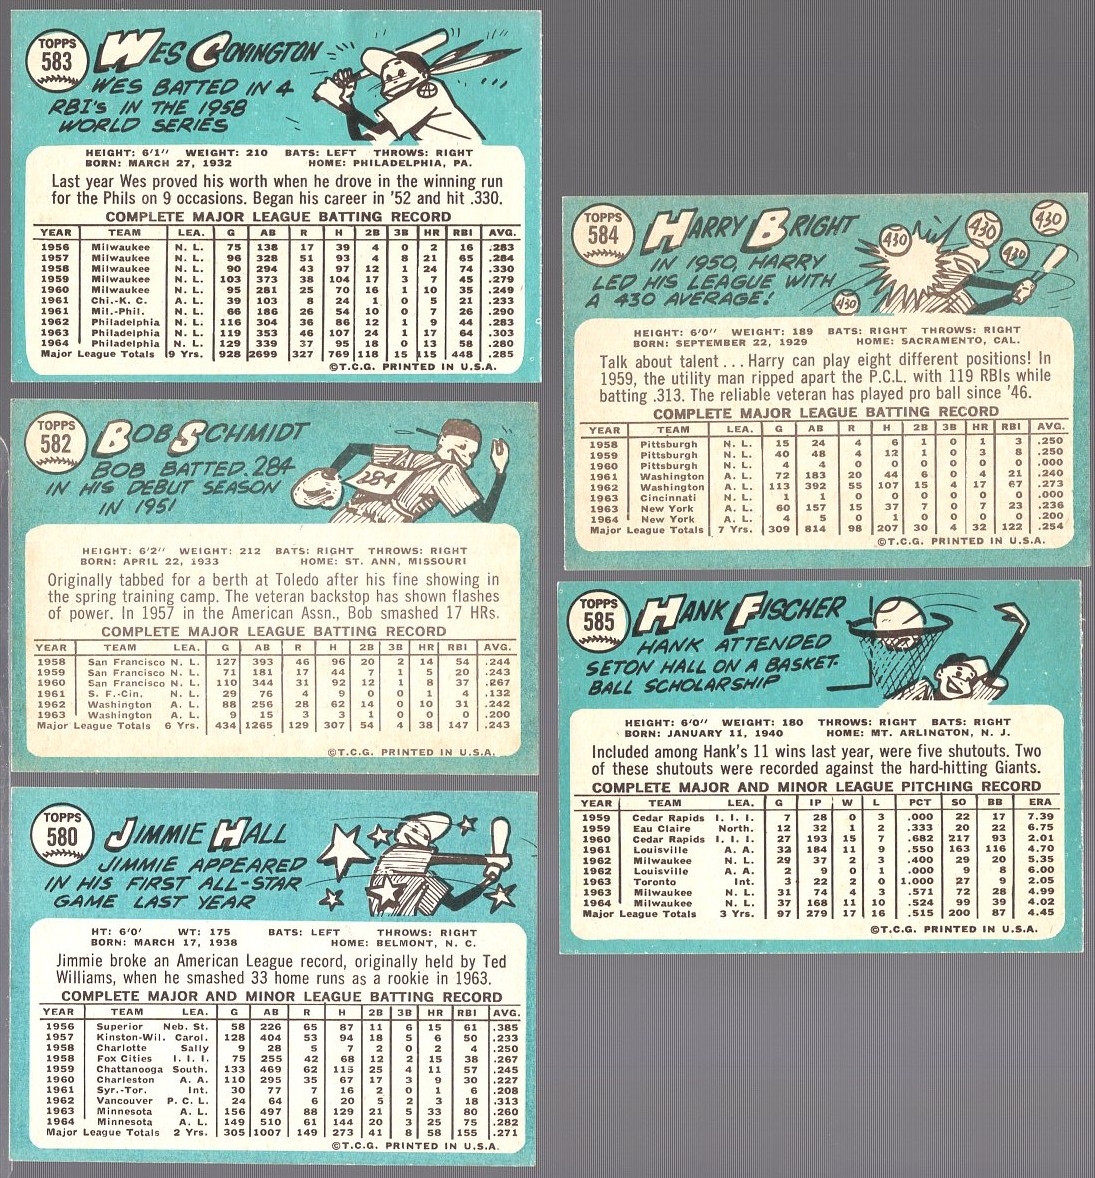 TOPPS
583
WES COVINGTON
WES BATTED IN 4
RBI'S IN THE 1958
WORLD SERIES
HEIGHT: 6'1" WEIGHT: 210 BATS: LEFT THROWS: RIGHT
BORN: MARCH 27, 1932 HOME: PHILADELPHIA, PA.
Last year Wes proved his worth when he drove in the winning run
for the Phils on 9 occasions. Began his career in '52 and hit .330.
COMPLETE MAJOR LEAGUE BATTING RECORD
YEAR TEAM LEA. G AB R H 2B 3B HR RBI AVG.
1956 Milwaukee N. L. 75 138 17 39 4 0 2 16 .283
1957 Milwaukee N. L. 96 328 51 93 4 8 21 65 .284
1958 Milwaukee N. L. 90 294 43 97 12 1 24 74 .330
1959 Milwaukee N. L. 103 373 38 104 17 3 7 45 .279
1960 Milwaukee N. L. 95 281 25 70 16 1 10 35 .249
1961 Chi.-K. C. A. L. 39 103 8 24 1 0 5 21 .233
1961 Mil.-Phil. N. L. 66 186 26 54 10 0 7 26 .290
1962 Philadelphia N. L. 116 304 36 86 12 1 9 44 .283
1963 Philadelphia N. L. 119 353 46 107 24 1 17 64 .303
1964 Philadelphia N. L. 129 339 37 95 18 0 13 58 .280
Major League Totals 9 Yrs. 928 2699 327 769 118 15 115 448 .285
©T.C.G. PRINTED IN U.S.A.
TOPPS
582
BOB SCHMIDT
BOB BATTED .284
IN HIS DEBUT SEASON
IN 1951
284
HEIGHT: 6'2" WEIGHT: 212 BATS: RIGHT THROWS: RIGHT
BORN: APRIL 22, 1933 HOME: ST. ANN, MISSOURI
Originally tabbed for a berth at Toledo after his fine showing in
the spring training camp. The veteran backstop has shown flashes
of power. In 1957 in the American Assn., Bob smashed 17 HRs.
COMPLETE MAJOR LEAGUE BATTING RECORD
YEAR TEAM LEA. G AB R H 2B 3B HR RBI AVG.
1958 San Francisco N. L. 127 393 46 96 20 2 14 54 .244
1959 San Francisco N. L. 71 181 17 44 7 1 5 20 .243
1960 San Francisco N. L. 110 344 31 92 12 1 8 37 .267
1961 S. F.-Cin. N. L. 29 76 4 9 0 0 1 4 .132
1962 Washington A. L. 88 256 28 62 14 0 10 31 .242
1963 Washington A. L. 9 15 3 3 1 0 0 0 .200
Major League Totals 6 Yrs. 434 1265 129 307 54 4 38 147 .243
©T.C.G. PRINTED IN U.S.A.
TOPPS
580
JIMMIE HALL
JIMMIE APPEARED
IN HIS FIRST ALL-STAR
GAME LAST YEAR
HT: 6'0' WT: 175 BATS: LEFT THROWS: RIGHT
BORN: MARCH 17, 1938 HOME: BELMONT, N. C.
Jimmie broke an American League record, originally held by Ted
Williams, when he smashed 33 home runs as a rookie in 1963.
COMPLETE MAJOR AND MINOR LEAGUE BATTING RECORD
YEAR TEAM LEA. G AB R H 2B 3B HR RBI AVG.
1956 Superior Neb. St. 58 226 65 87 11 6 15 61 .385
1957 Kinston-Wil. Carol. 128 404 53 94 18 5 6 50 .233
1958 Charlotte Sally 9 28 5 7 2 0 2 4 .250
1958 Fox Cities I. I. I. 75 255 42 68 12 2 15 38 .267
1959 Chattanooga South. 133 469 62 115 25 4 11 57 .245
1960 Charleston A. A. 110 295 35 67 17 3 9 30 .227
1961 Syr.-Tor. Int. 30 77 7 16 2 0 1 6 .208
1962 Vancouver P. C. L. 24 64 6 20 5 2 3 18 .313
1963 Minnesota A. L. 156 497 88 129 21 5 33 80 .260
1964 Minnesota A. L. 149 510 61 144 20 3 25 75 .282
Major League Totals 2 Yrs. 305 1007 149 273 41 8 58 155 .271
©T.C.G. PRINTED IN U.S.A.
TOPPS
584
HARRY BRIGHT
IN 1950, HARRY
LED HIS LEAGUE WITH
A 430 AVERAGE!
430
430
430
430
430
HEIGHT: 6'0" WEIGHT: 189 BATS: RIGHT THROWS: RIGHT
BORN: SEPTEMBER 22, 1929 HOME: SACRAMENTO, CAL.
Talk about talent... Harry can play eight different positions! In
1959, the utility man ripped apart the P.C.L. with 119 RBIs while
batting .313. The reliable veteran has played pro ball since '46.
COMPLETE MAJOR LEAGUE BATTING RECORD
YEAR TEAM LEA. G AB R H 2B 3B HR RBI AVG.
1958 Pittsburgh N. L. 15 24 4 6 1 0 1 3 .250
1959 Pittsburgh N. L. 40 48 4 12 1 0 3 8 .250
1960 Pittsburgh N. L. 4 4 0 0 0 0 0 0 .000
1961 Washington A. L. 72 183 20 44 6 0 4 21 .240
1962 Washington A. L. 113 392 55 107 15 4 17 67 .273
1963 Cincinnati N. L. 1 1 0 0 0 0 0 0 .000
1963 New York A. L. 60 157 15 37 7 0 7 23 .236
1964 New York A. L. 4 5 0 1 0 0 0 0 .200
Major League Totals 7 Yrs. 309 814 98 207 30 4 32 122 .254
©T.C.G. PRINTED IN U.S.A.
TOPPS
585
HANK FISCHER
HANK ATTENDED
SETON HALL ON A BASKET-
BALL SCHOLARSHIP
HEIGHT: 6'0" WEIGHT: 180 THROWS: RIGHT BATS: RIGHT
BORN: JANUARY 11, 1940 HOME: MT. ARLINGTON, N. J.
Included among Hank's 11 wins last year, were five shutouts. Two
of these shutouts were recorded against the hard-hitting Giants.
COMPLETE MAJOR AND MINOR LEAGUE PITCHING RECORD
YEAR TEAM LEA. G IP W L PCT SO BB ERA
1959 Cedar Rapids I. I. I. 7 28 0 3 .000 22 17 7.39
1959 Eau Claire North. 12 32 1 2 .333 20 22 6.75
1960 Cedar Rapids I. I. I. 27 193 15 7 .682 217 93 2.01
1961 Louisville A. A. 32 184 11 9 .550 163 116 4.70
1962 Milwaukee N. L. 29 37 2 3 .400 29 20 5.35
1962 Louisville A. A. 2 9 0 1 .000 9 8 6.00
1963 Toronto Int. 3 22 2 0 1.000 27 9 2.05
1963 Milwaukee N. L. 31 74 4 3 .571 72 28 4.99
1964 Milwaukee N. L. 37 168 11 10 .524 99 39 4.02
Major League Totals 3 Yrs. 97 279 17 16 .515 200 87 4.45
©T.C.G. PRINTED IN U.S.A.